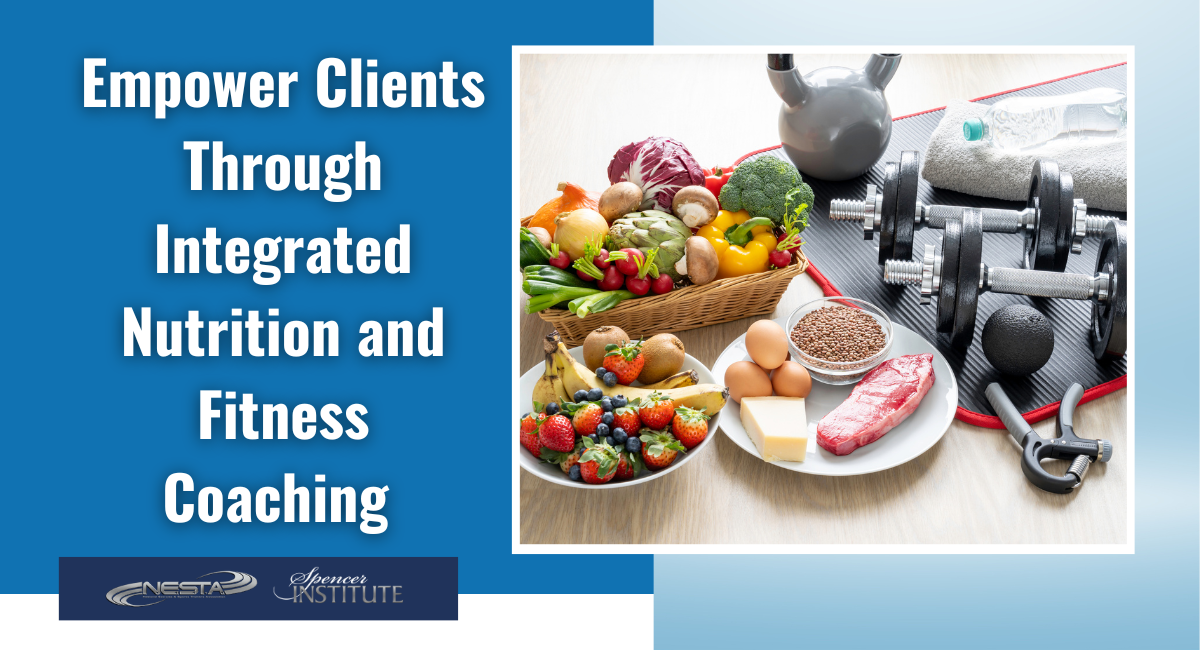 Empower Clients
Through
Integrated
Nutrition and
Fitness
Coaching
NESTA
Spencer
INSTITUTE